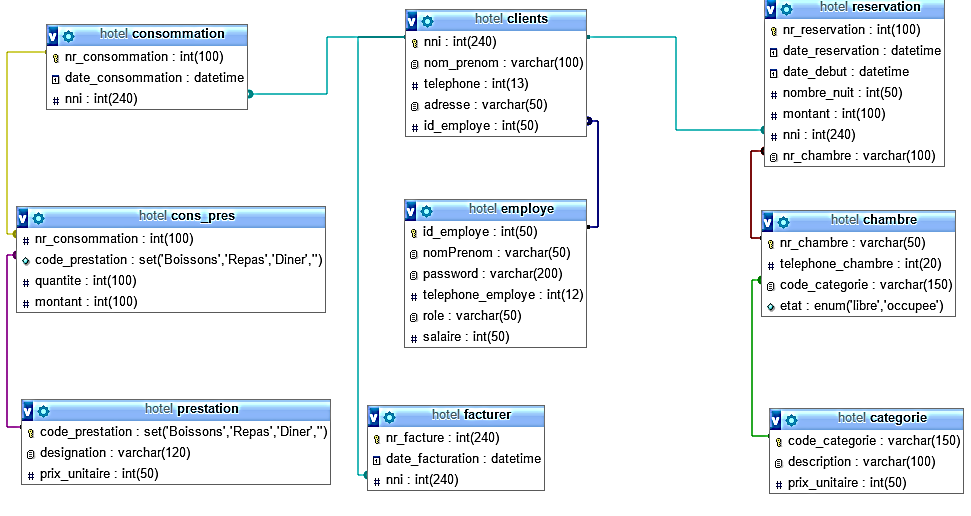 hotel consommation
nr_consommation : int(100)
date_consommation : datetime
nni : int(240)
hotel clients
nni : int(240)
nom_prenom : varchar(100)
telephone : int(13)
adresse : varchar(50)
id_employe : int(50)
hotel reservation
nr_reservation : int(100)
date_reservation : datetime
date_debut : datetime
nombre_nuit : int(50)
montant : int(100)
nni : int(240)
nr_chambre : varchar(100)
hotel cons_pres
nr_consommation : int(100)
code_prestation : set('Boissons','Repas','Diner','')
quantite : int(100)
montant : int(100)
hotel employe
id_employe : int(50)
nomPrenom : varchar(50)
password : varchar(200)
telephone_employe : int(12)
role : varchar(50)
salaire : int(50)
hotel chambre
nr_chambre : varchar(50)
telephone_chambre : int(20)
code_categorie : varchar(150)
etat : enum('libre','occupee')
hotel prestation
code_prestation : set('Boissons','Repas','Diner','')
designation : varchar(120)
prix_unitaire : int(50)
hotel facturer
nr_facture : int(240)
date_facturation : datetime
nni : int(240)
hotel categorie
code_categorie : varchar(150)
description : varchar(100)
prix_unitaire : int(50)